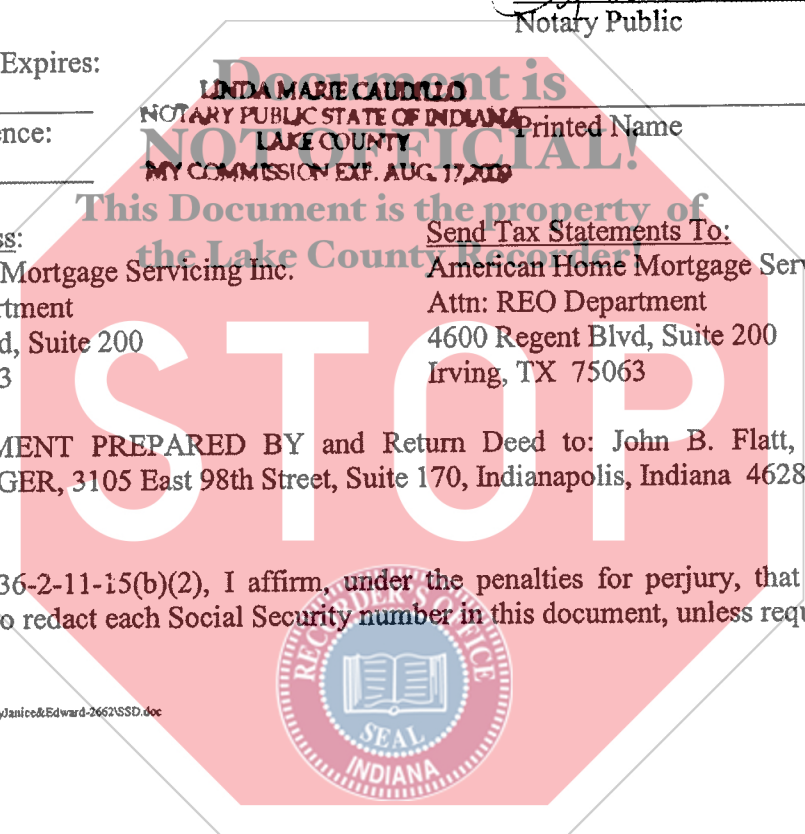 Notary Public
Expires:
Document is
LINDA MARIE CAUDILLO
NOTARY PUBLIC STATE OF INDIANA
Printed Name
ence:
LAKE COUNTY
NOT OFFICIAL!
MY COMMISSION EXP. AUG. 17, 2009
This Document is the property of
the Lake County Recorder!
ss:
Mortgage Servicing Inc.
rtment
d, Suite 200
3
Send Tax Statements To:
American Home Mortgage Serv
Attn: REO Department
4600 Regent Blvd, Suite 200
Irving, TX 75063
STOP
MENT PREPARED BY and Return Deed to: John B. Flatt,
GER, 3105 East 98th Street, Suite 170, Indianapolis, Indiana 4628
36-2-11-15(b)(2), I affirm, under the penalties for perjury, that
o redact each Social Security number in this document, unless requ
RECORDER'S OFFICE
SEAL
INDIANA
yJanice&Edward-2662\SSD.doc